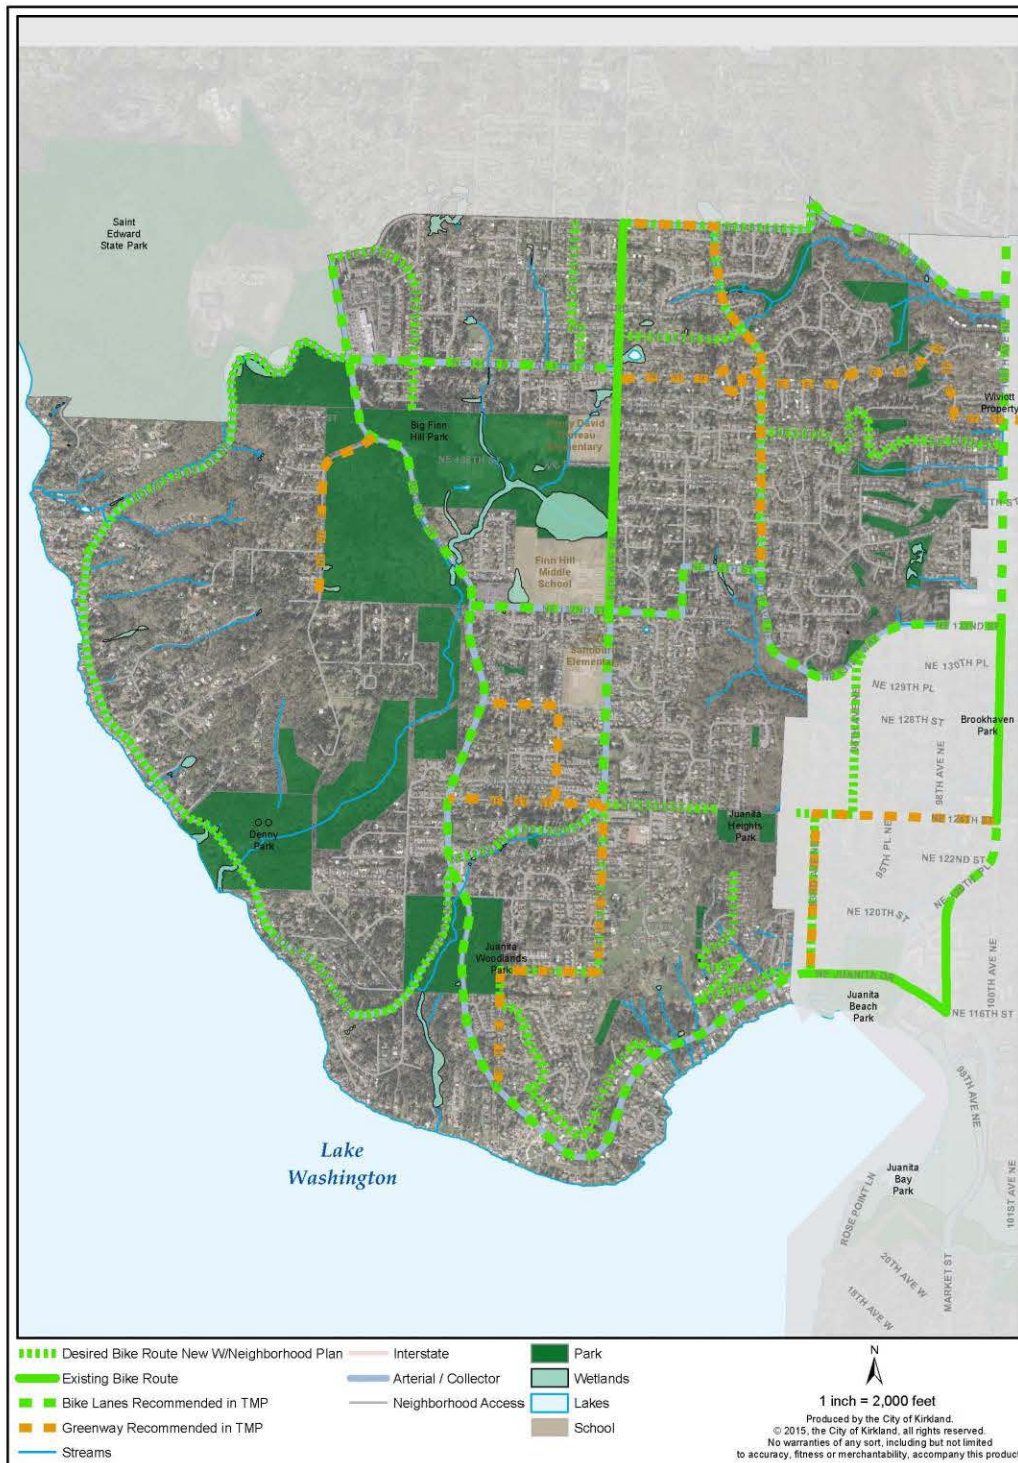 Saint
Edward
State Park
Big Finn
Hill Park
Wiviott
Property
Finn Hill
Middle
School
NE 132ND ST
NE 130TH PL
NE 129TH PL
NE 128TH ST
Brookhaven
Park
98TH AVE NE
95TH PL NE
NE 122ND ST
NE 120TH ST
Denny
Park
Juanita
Heights
Park
Juanita
Woodlands
Park
NE JUANITA DR
100TH AVE NE
Juanita
Beach
Park
NE 116TH ST
98TH AVE NE
Lake
Washington
Juanita
Bay
Park
ROSE POINT LN
101ST AVE NE
MARKET ST
20TH AVE W
18TH AVE W
Desired Bike Route New W/Neighborhood Plan
Existing Bike Route
Bike Lanes Recommended in TMP
Greenway Recommended in TMP
Streams
Interstate
Arterial / Collector
Neighborhood Access
Park
Wetlands
Lakes
School
N
1 inch = 2,000 feet
Produced by the City of Kirkland.
© 2015, the City of Kirkland, all rights reserved.
No warranties of any sort, including but not limited
to accuracy, fitness or merchantability, accompany this product